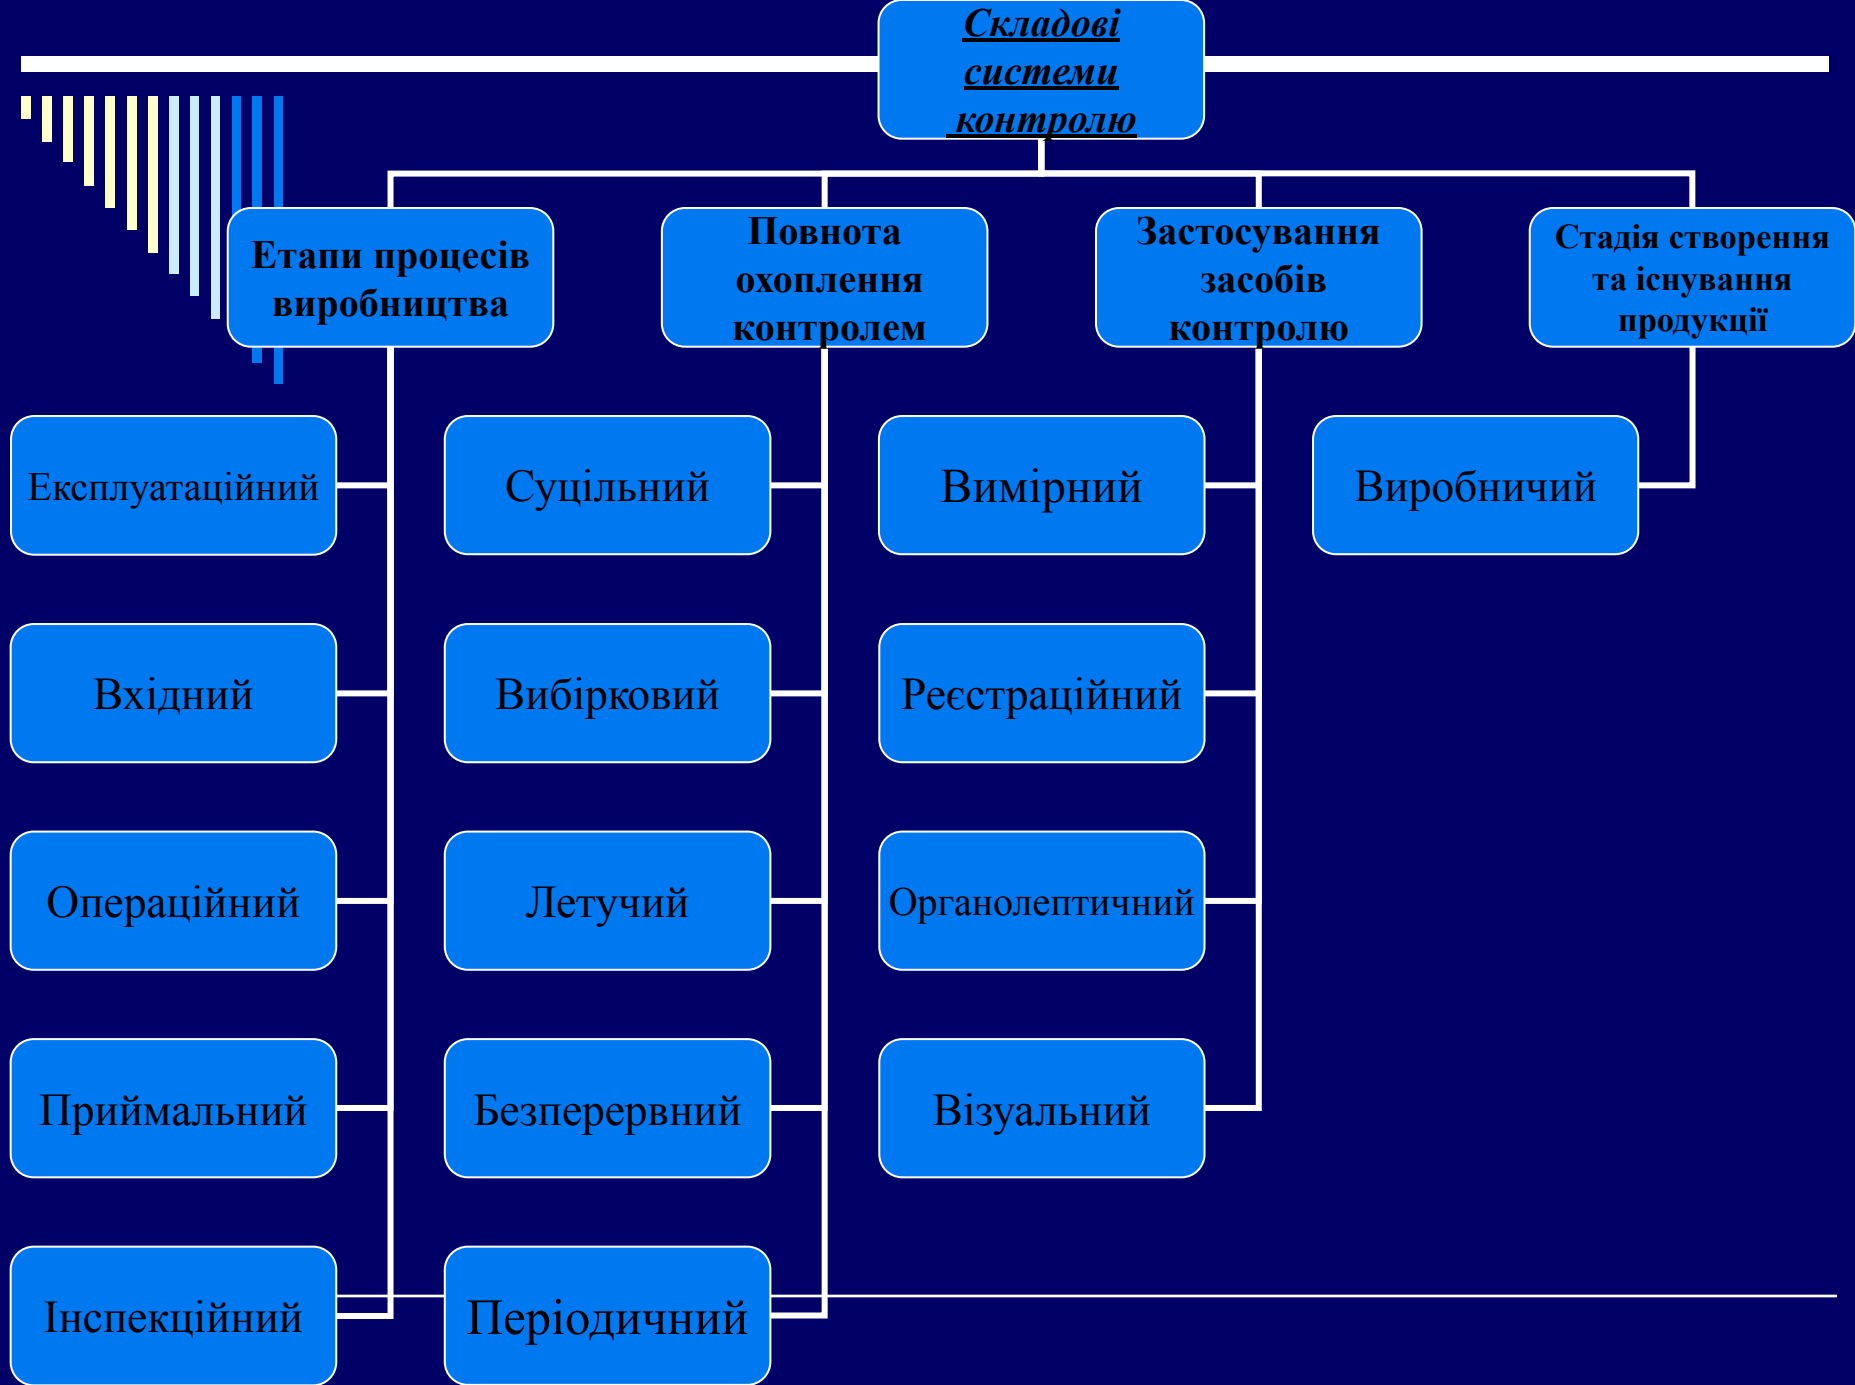 Складові
системи
контролю
Етапи процесів
виробництва
Повнота
охоплення
контролем
Застосування
засобів
контролю
Стадія створення
та існування
продукції
Експлуатаційний
Суцільний
Вимірний
Виробничий
Вхідний
Вибірковий
Реєстраційний
Операційний
Летучий
Органолептичний
Приймальний
Безперервний
Візуальний
Інспекційний
Періодичний